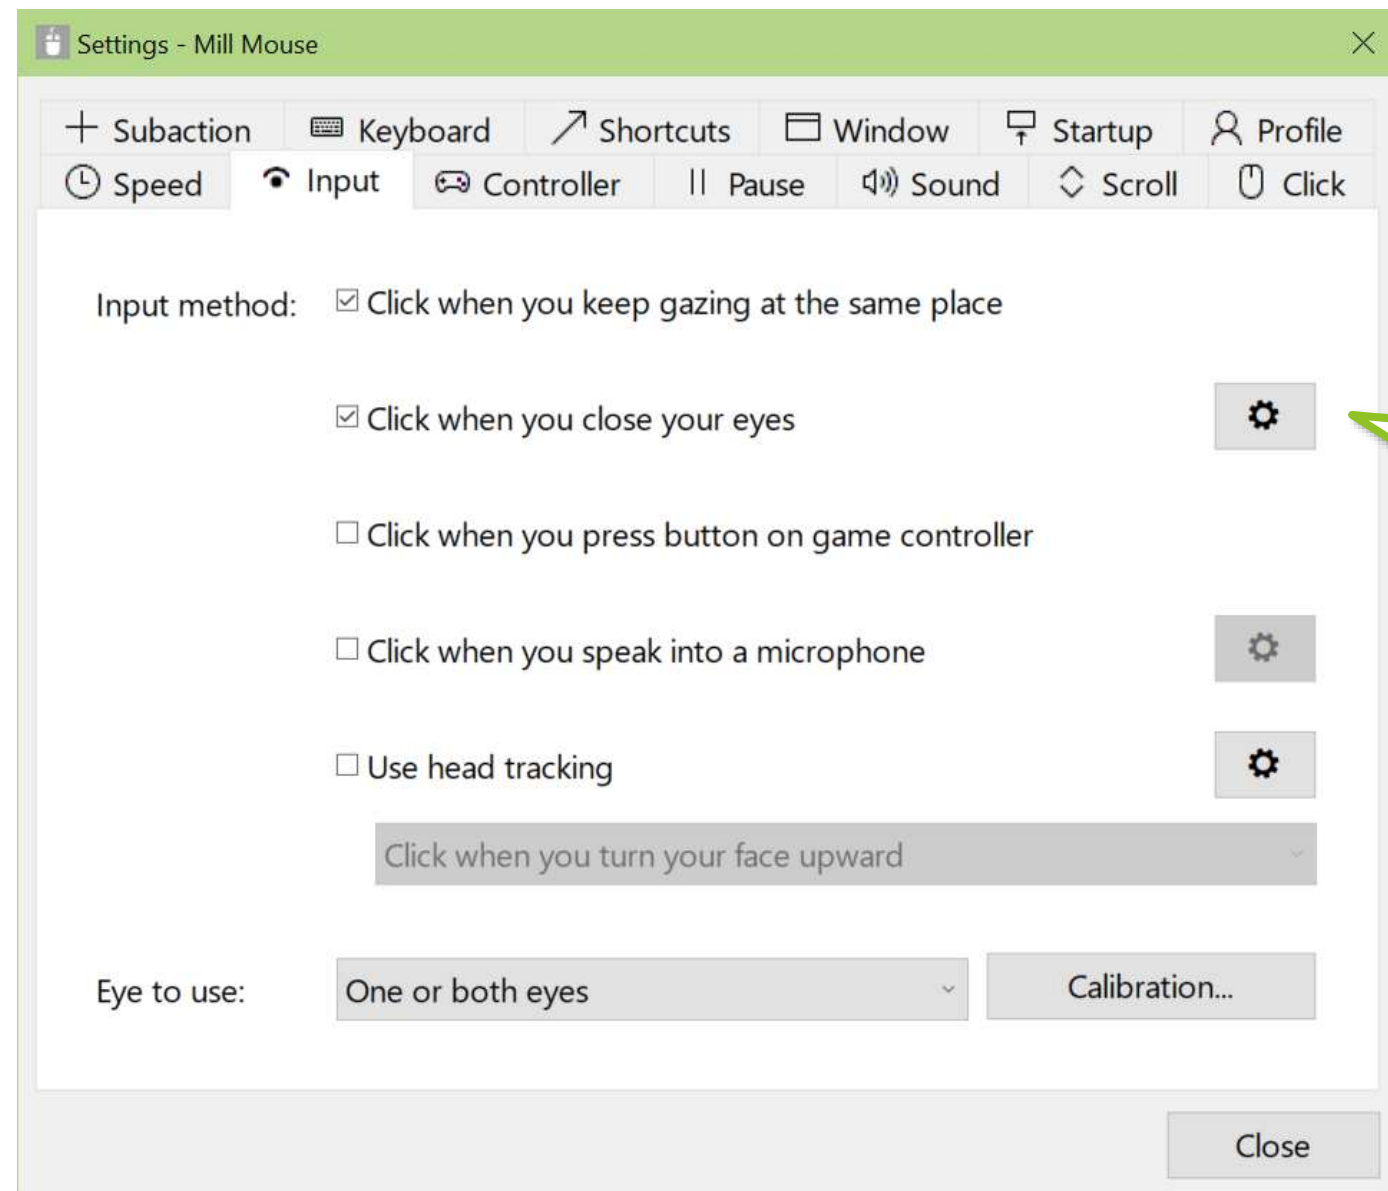 Settings - Mill Mouse
Subaction Keyboard Shortcuts Window Startup Profile
Speed Input Controller Pause Sound Scroll Click
Input method: Click when you keep gazing at the same place
Click when you close your eyes
Click when you press button on game controller
Click when you speak into a microphone
Use head tracking
Click when you turn your face upward
Eye to use: One or both eyes Calibration...
Close